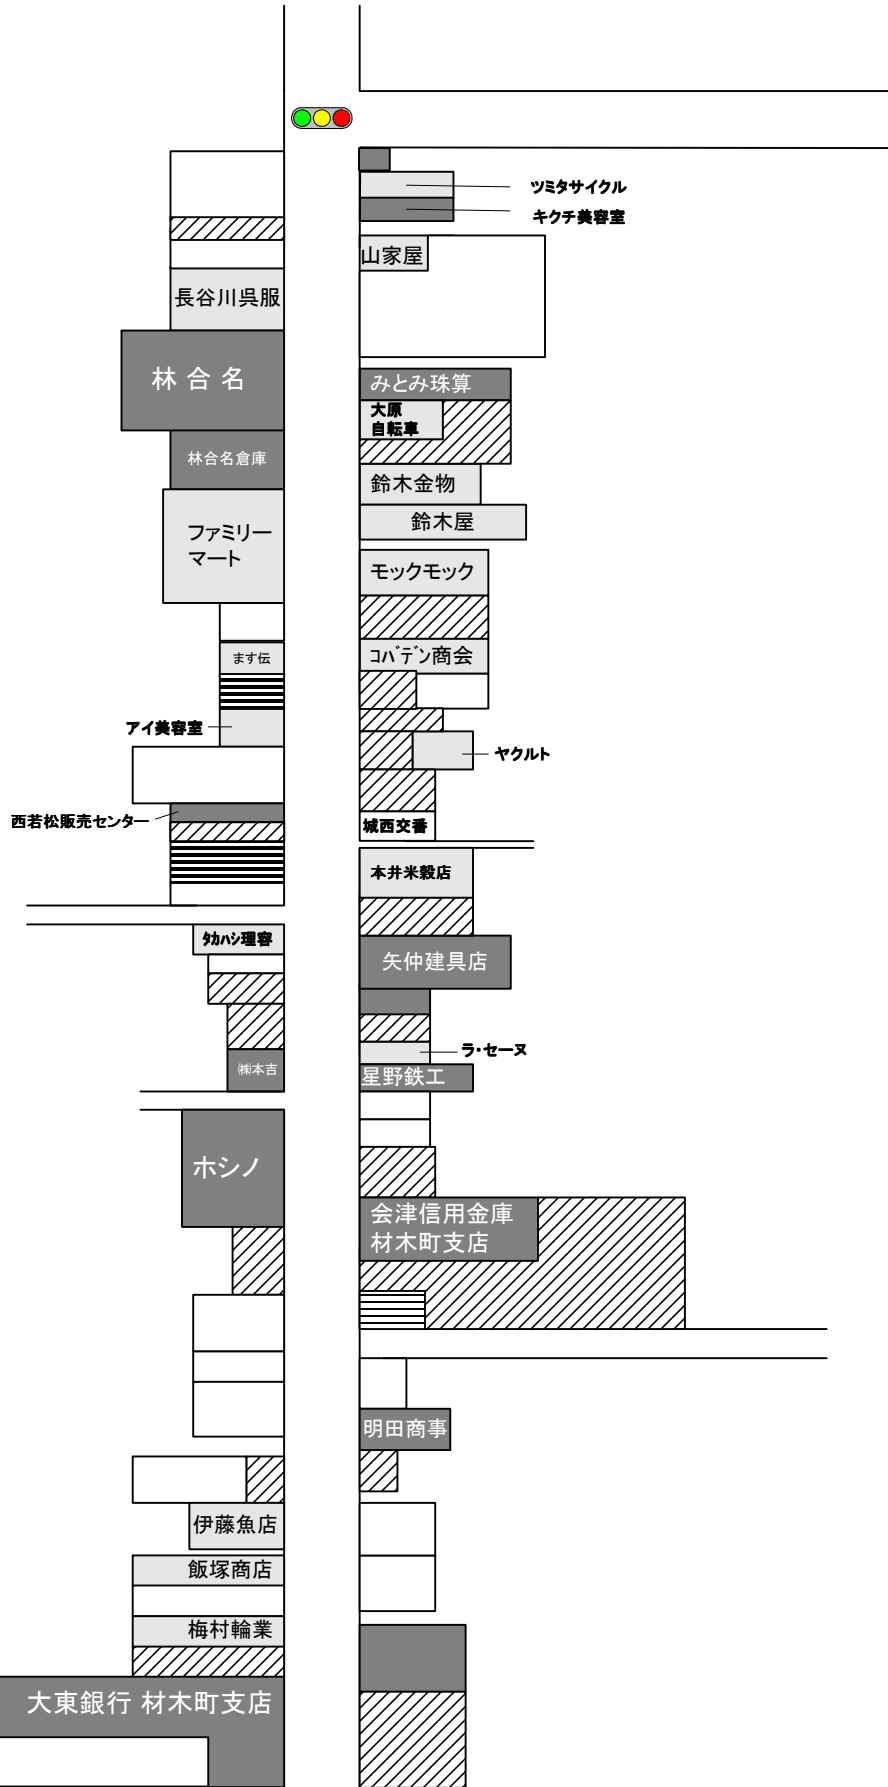 ツミタサイクル
キクチ美容室
山家屋
長谷川呉服
林 合 名
みとみ珠算
大原
自転車
林合名倉庫
鈴木金物
鈴木屋
ファミリー
マート
モックモック
ます伝
コバデン商会
アイ美容室
ヤクルト
西若松販売センター
城西交番
本井米穀店
タカハシ理容
矢仲建具店
ラ・セーヌ
㈱本吉
星野鉄工
ホシノ
会津信用金庫
材木町支店
明田商事
伊藤魚店
飯塚商店
梅村輪業
大東銀行 材木町支店